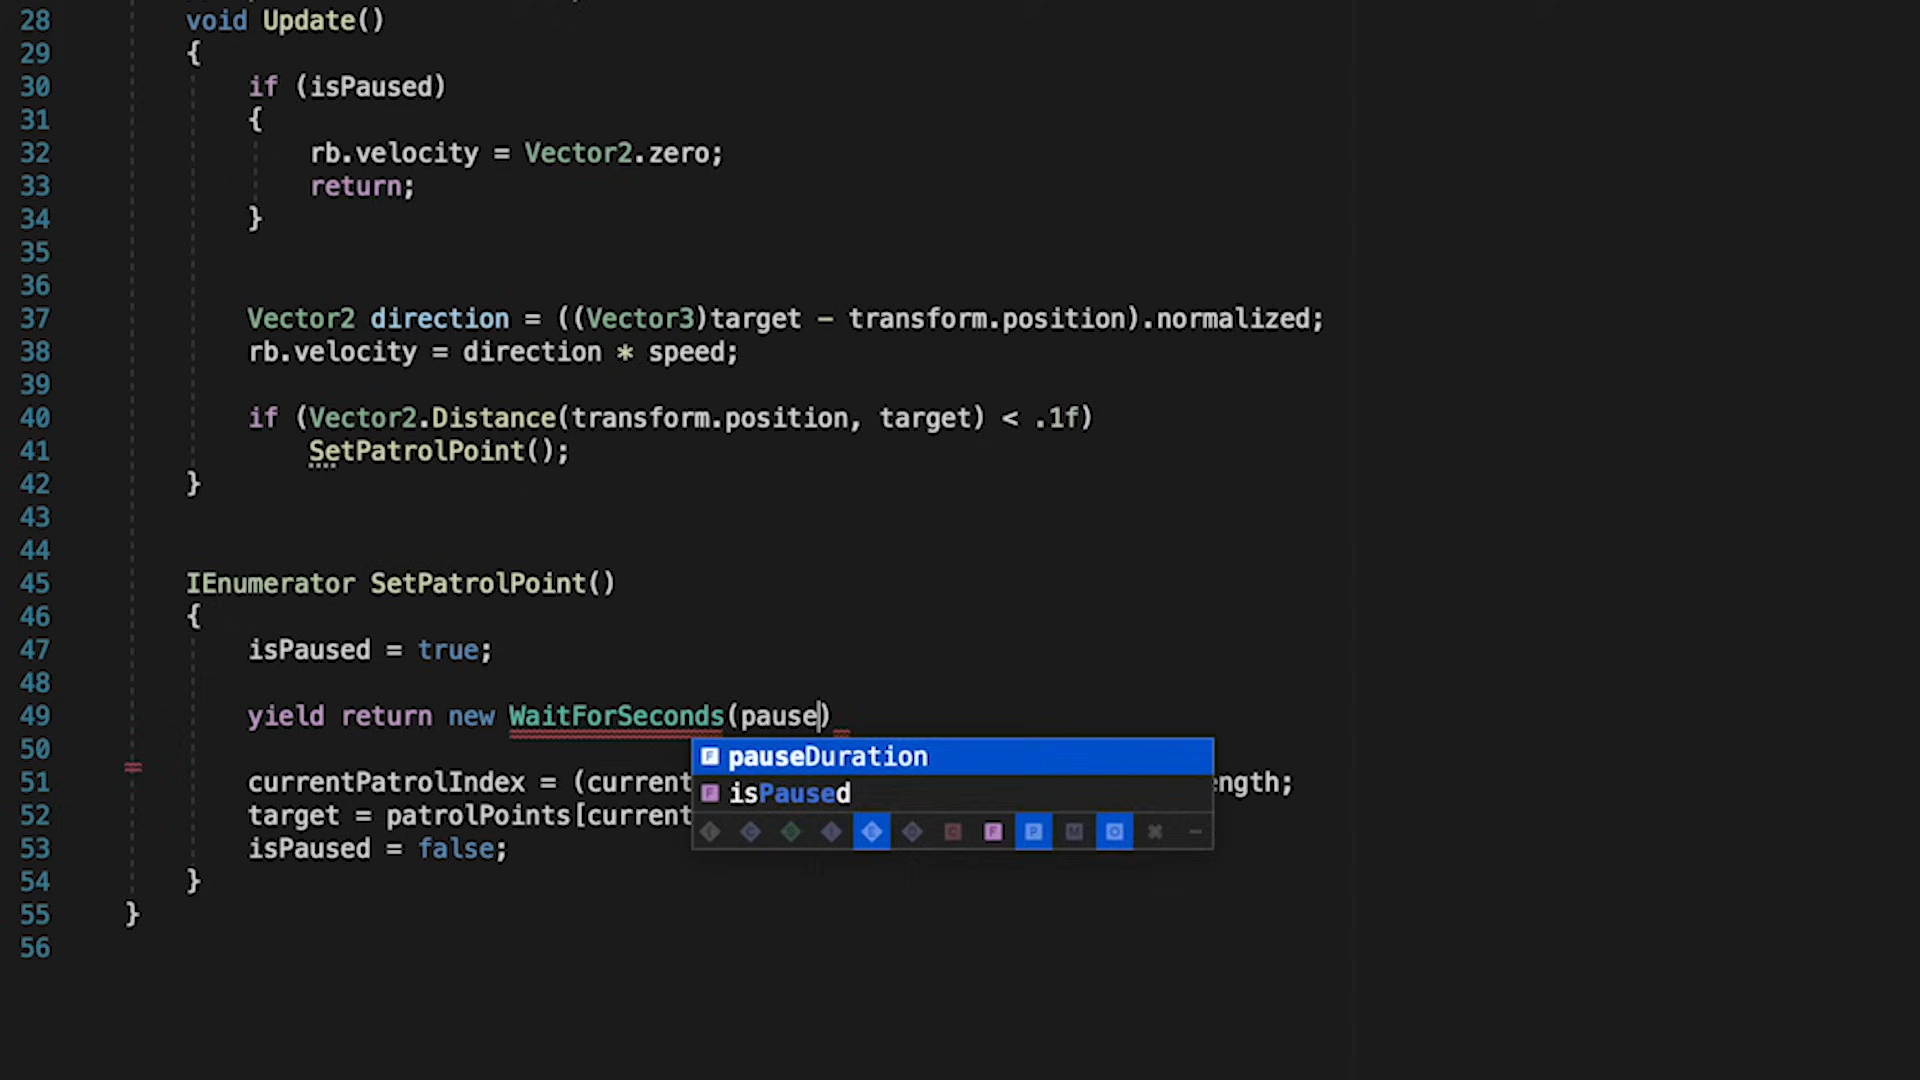 28 void Update()
29 {
30 if (isPaused)
31 {
32 rb.velocity = Vector2.zero;
33 return;
34 }
35
36
37 Vector2 direction = ((Vector3)target - transform.position).normalized;
38 rb.velocity = direction * speed;
39
40 if (Vector2.Distance(transform.position, target) < .1f)
41 SetPatrolPoint();
42 }
43
44
45 IEnumerator SetPatrolPoint()
46 {
47 isPaused = true;
48
49 yield return new WaitForSeconds(pause)
50
pauseDuration
51 currentPatrolIndex = (current ngth;
isPaused
52 target = patrolPoints[current
53 isPaused = false;
54 }
55 }
56